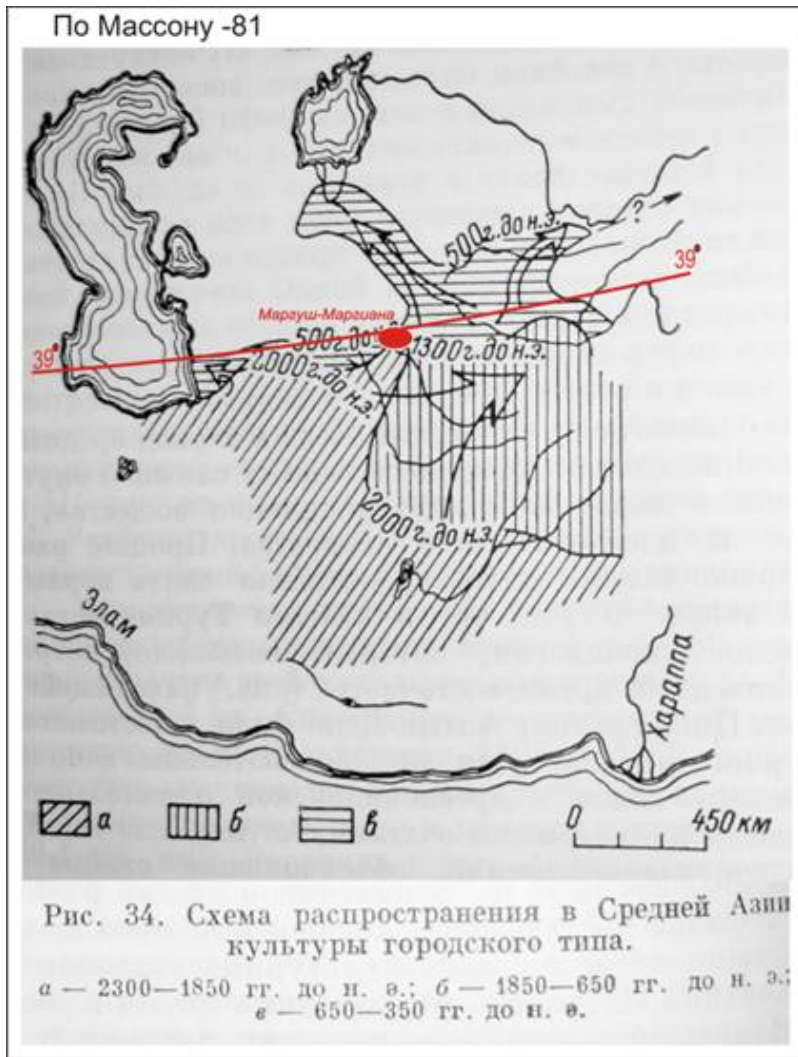 По Массону -81
500 г. до н.э.
?
39°
Маргуш-Маргиана
39°
500 г. до
1300 г. до н.э.
2000 г. до н.э.
2000 г. до н.э.
Элам
Хараппа
а
б
в
0 450 км
Рис. 34. Схема распространения в Средней Азии
культуры городского типа.
а — 2300—1850 гг. до н. э.; б — 1850—650 гг. до н. э.;
в — 650—350 гг. до н. э.